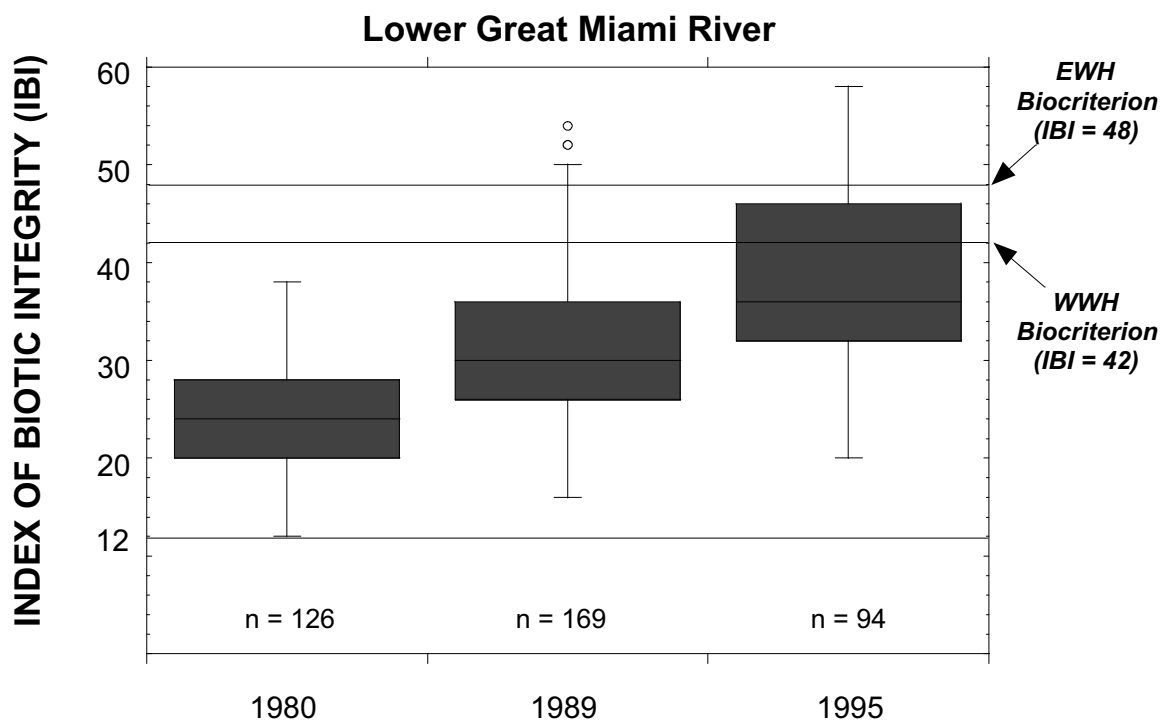 Lower Great Miami River
INDEX OF BIOTIC INTEGRITY (IBI)
60
50
40
30
20
12
EWH
Biocriterion
(IBI = 48)
WWH
Biocriterion
(IBI = 42)
n = 126
n = 169
n = 94
1980
1989
1995